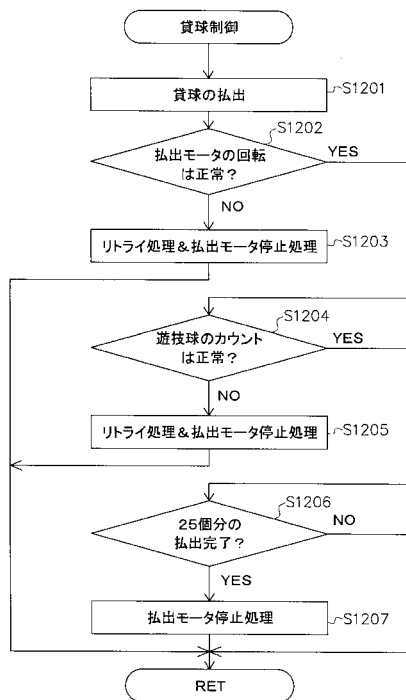 貸球制御
貸球の払出
S1201
S1202
払出モータの回転
は正常？
YES
NO
リトライ処理＆払出モータ停止処理
S1203
S1204
遊技球のカウント
は正常？
YES
NO
リトライ処理＆払出モータ停止処理
S1205
S1206
25個分の
払出完了？
NO
YES
払出モータ停止処理
S1207
RET